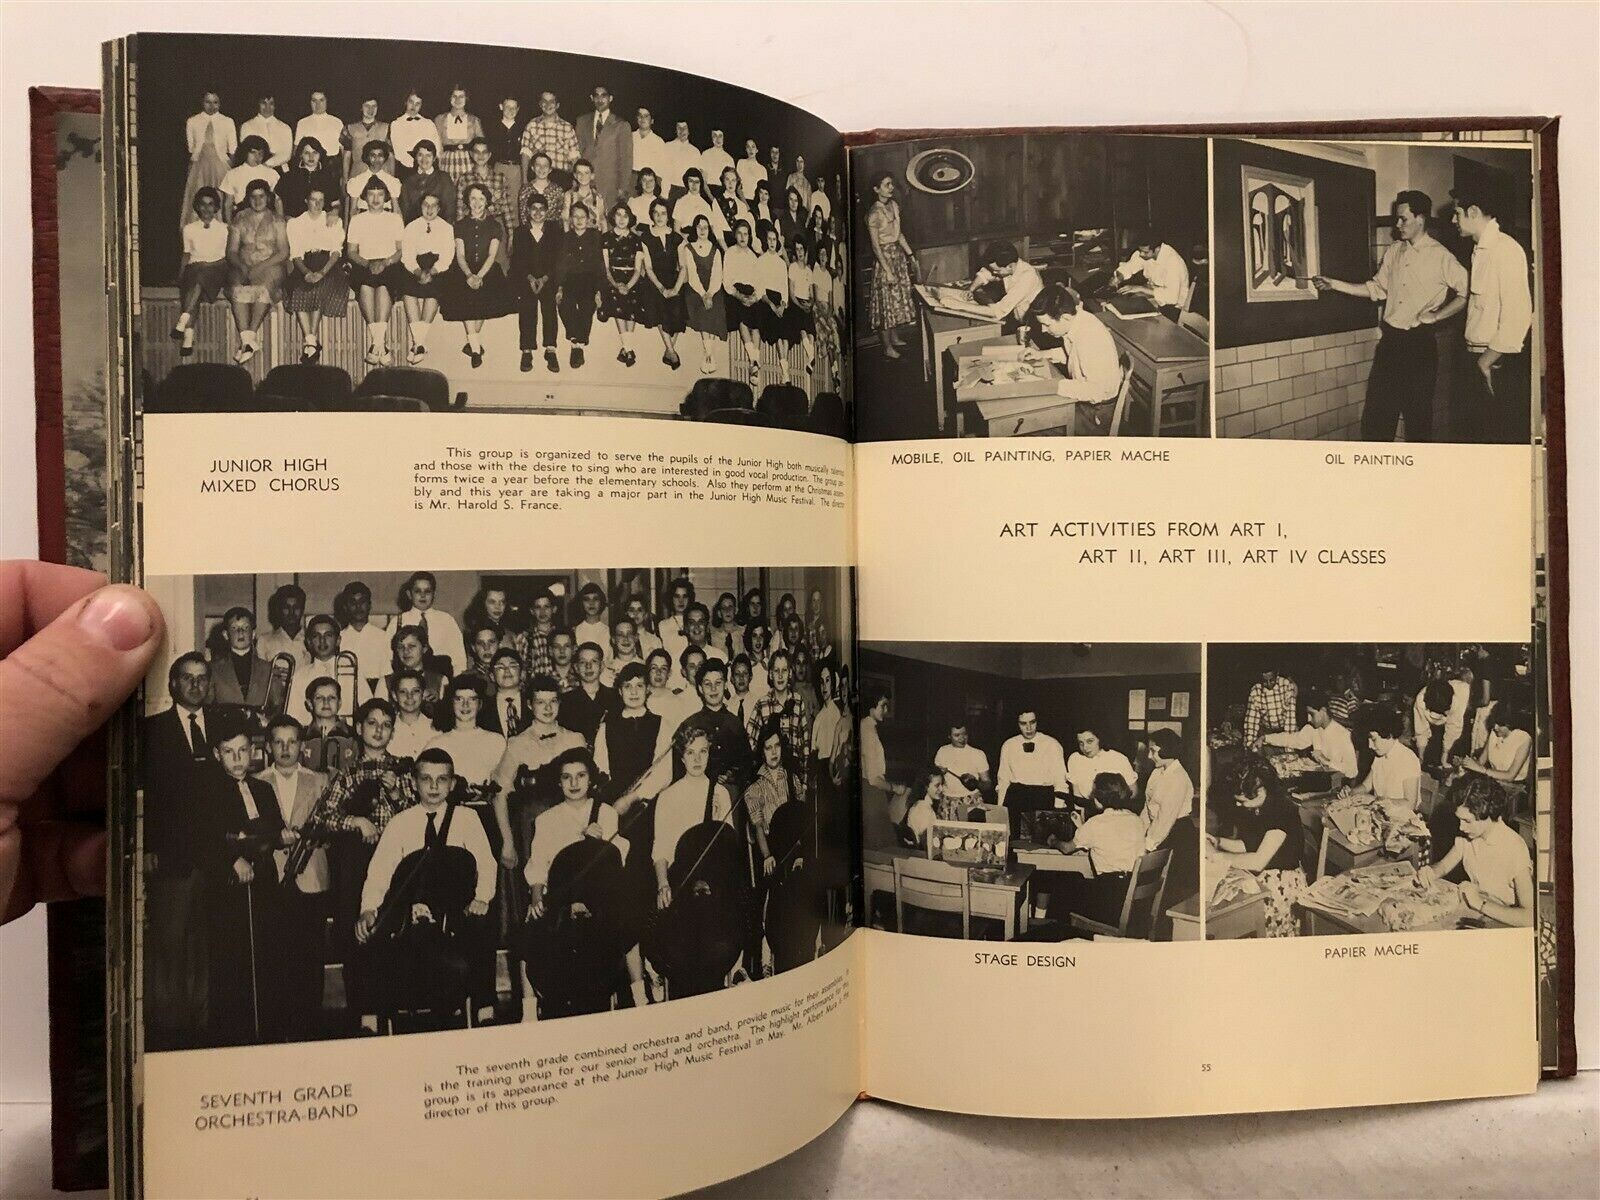 JUNIOR HIGH
MIXED CHORUS
This group is organized to serve the pupils of the Junior High both musically talented
and those with the desire to sing who are interested in good vocal production. The group per-
forms twice a year before the elementary schools. Also they perform at the Christmas assem-
bly and this year are taking a major part in the Junior High Music Festival. The director
is Mr. Harold S. France.
SEVENTH GRADE
ORCHESTRA-BAND
The seventh grade combined orchestra and band, provide music for their assemblies. It
is the training group for our senior band and orchestra. The highlight performance for this
group is its appearance at the Junior High Music Festival in May. Mr. Albert Mura is the
director of this group.
MOBILE, OIL PAINTING, PAPIER MACHE
OIL PAINTING
ART ACTIVITIES FROM ART I,
ART II, ART III, ART IV CLASSES
STAGE DESIGN
PAPIER MACHE
55